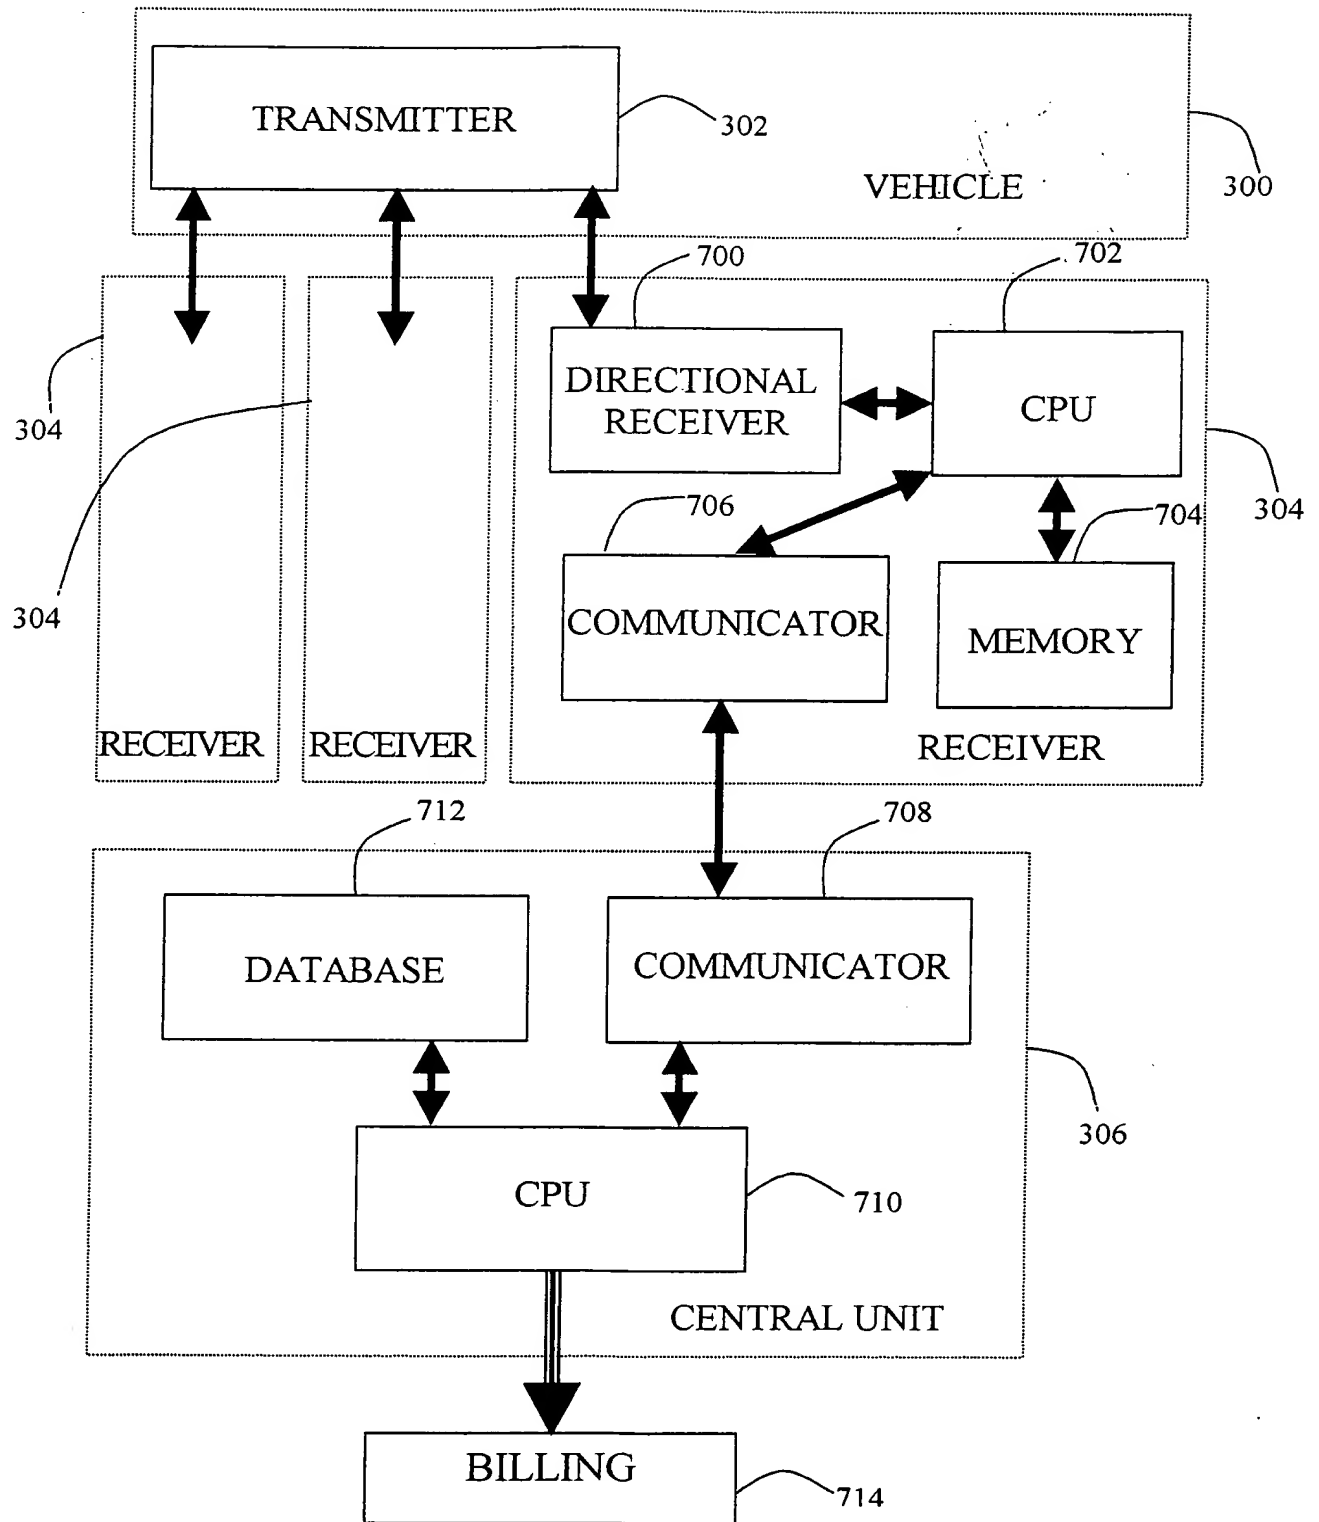 TRANSMITTER
302
VEHICLE
300
700
702
304
DIRECTIONAL
RECEIVER
CPU
304
706
704
304
COMMUNICATOR
MEMORY
RECEIVER
RECEIVER
RECEIVER
712
708
DATABASE
COMMUNICATOR
306
CPU
710
CENTRAL UNIT
BILLING
714